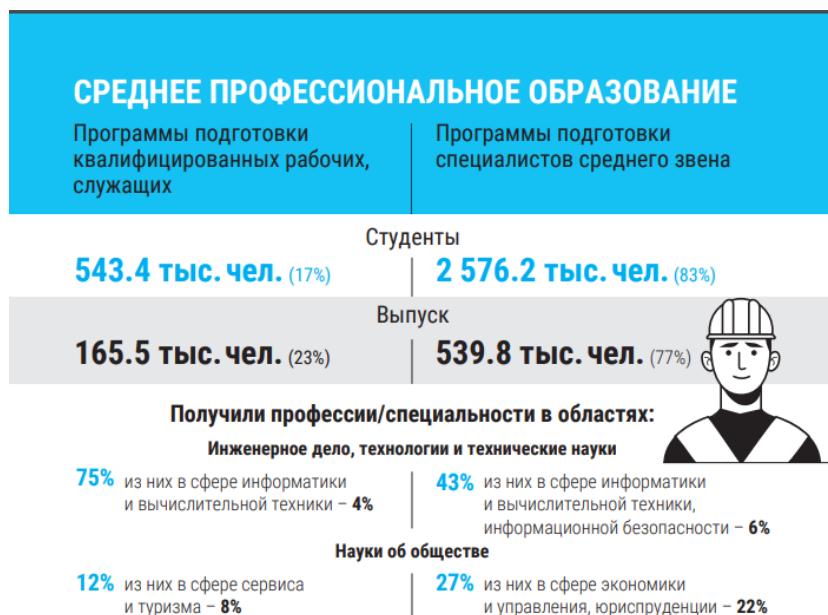 СРЕДНЕЕ ПРОФЕССИОНАЛЬНОЕ ОБРАЗОВАНИЕ
Программы подготовки
квалифицированных рабочих,
служащих
Программы подготовки
специалистов среднего звена
Студенты
543.4 тыс. чел. (17%)
2 576.2 тыс. чел. (83%)
Выпуск
165.5 тыс. чел. (23%)
539.8 тыс. чел. (77%)
Получили профессии/специальности в областях:
Инженерное дело, технологии и технические науки
75% из них в сфере информатики
и вычислительной техники – 4%
43% из них в сфере информатики
и вычислительной техники,
информационной безопасности – 6%
Науки об обществе
12% из них в сфере сервиса
и туризма – 8%
27% из них в сфере экономики
и управления, юриспруденции – 22%